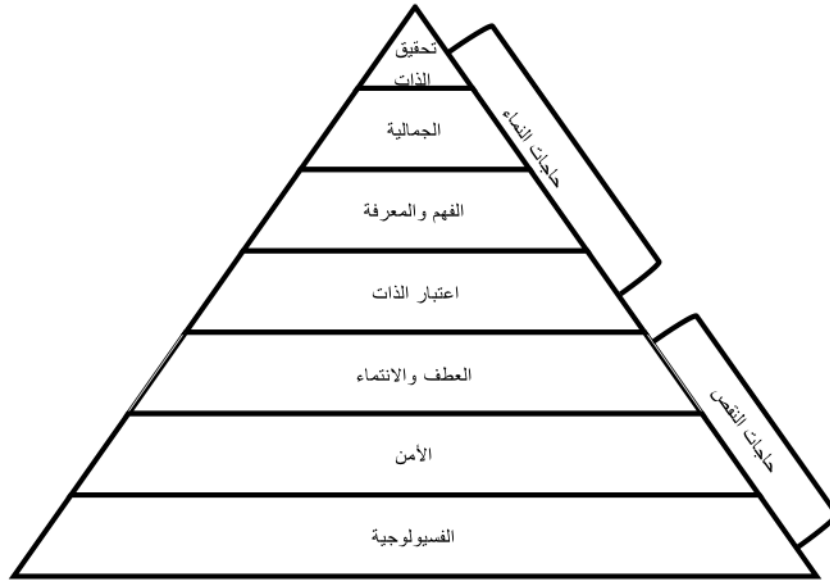 تحقيق
الذات
الجمالية
الفهم والمعرفة
اعتبار الذات
العطف والانتماء
الأمن
الفسيولوجية
حاجات النماء
حاجات النقص